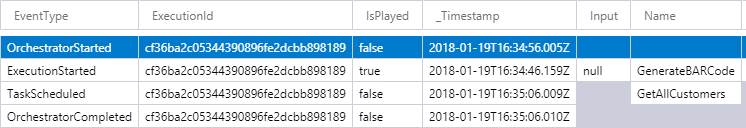 EventType ExecutionId IsPlayed _Timestamp Input Name
OrchestratorStarted cf36ba2c05344390896fe2dcbb898189 false 2018-01-19T16:34:56.005Z
ExecutionStarted cf36ba2c05344390896fe2dcbb898189 true 2018-01-19T16:34:46.159Z null GenerateBARCode
TaskScheduled cf36ba2c05344390896fe2dcbb898189 false 2018-01-19T16:35:06.009Z GetAllCustomers
OrchestratorCompleted cf36ba2c05344390896fe2dcbb898189 false 2018-01-19T16:35:06.010Z